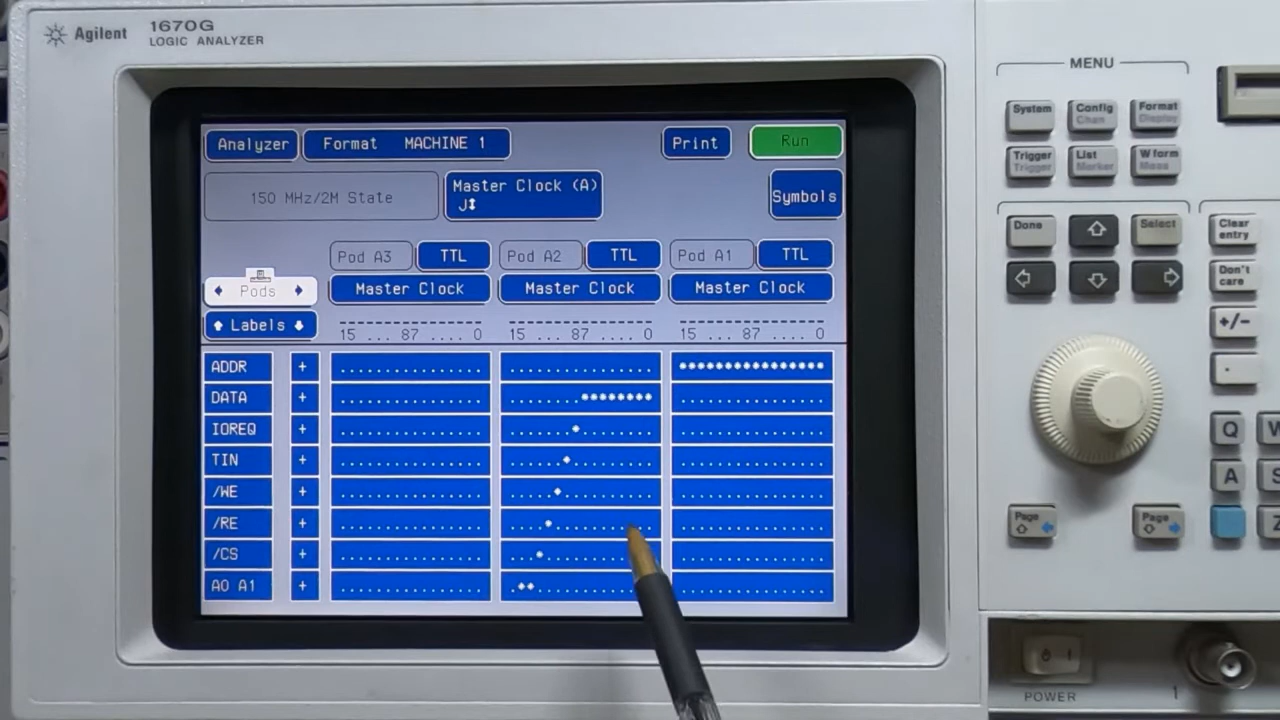 Agilent 1670G
LOGIC ANALYZER
Analyzer Format MACHINE 1 Print Run
150 MHz/2M State Master Clock (A) J↕ Symbols
Pod A3 TTL Pod A2 TTL Pod A1 TTL
Pods Master Clock Master Clock Master Clock
Labels 15 ... 87 .... 0 15 ... 87 .... 0 15 ... 87 .... 0
ADDR +
DATA +
IOREQ +
TIN +
/WE +
/RE +
/CS +
A0 A1 +
MENU
System Config Chan Format Display
Trigger Trigger List Marker W form Meas
Done Select
Clear entry
Don't care
+/-
.
Q W
A S
Page Page Z
POWER
1